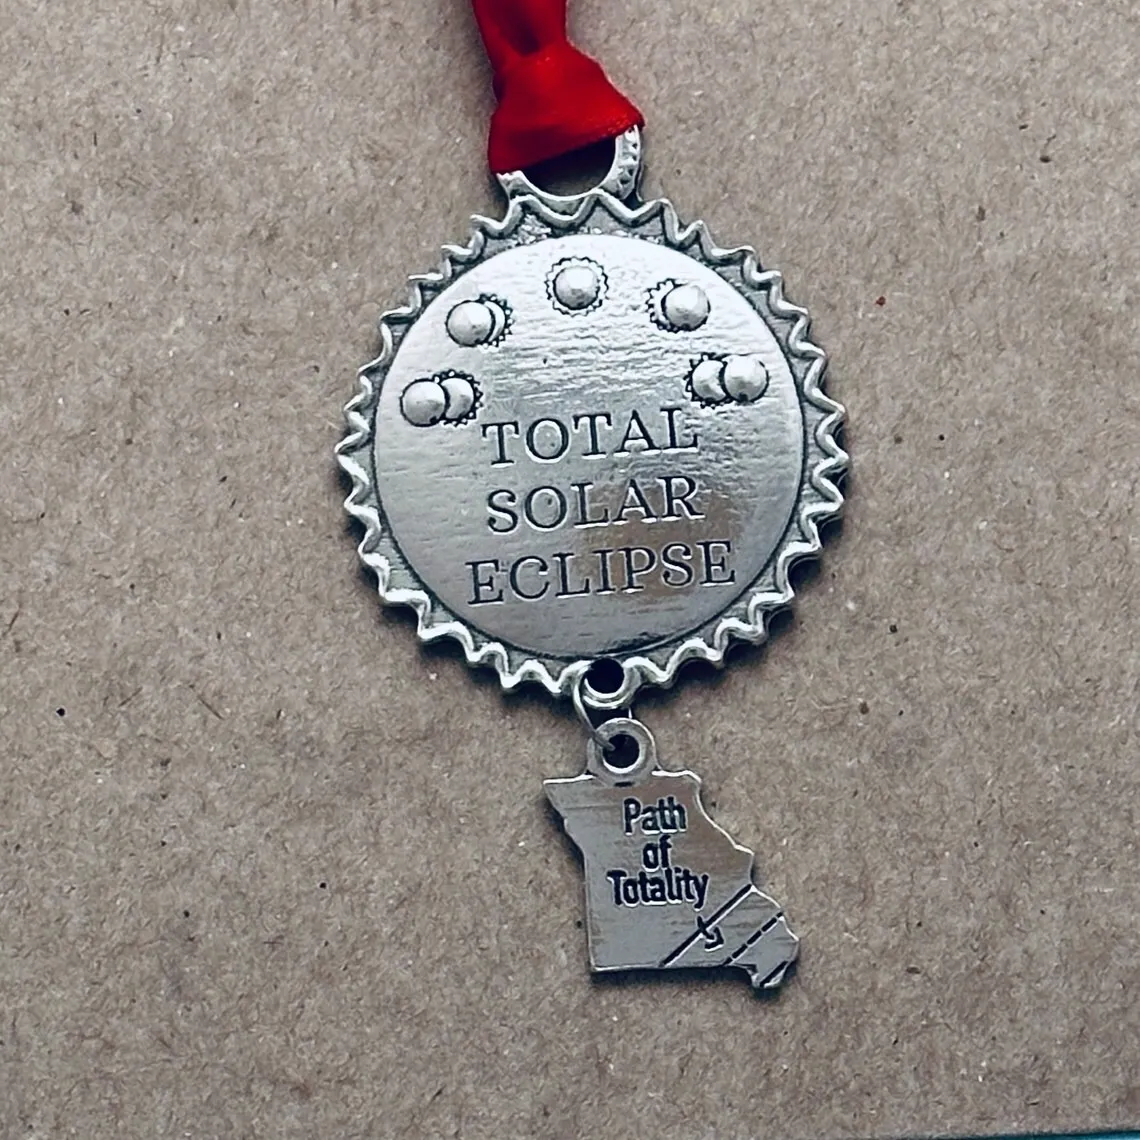 TOTAL
SOLAR
ECLIPSE
Path
of
Totality